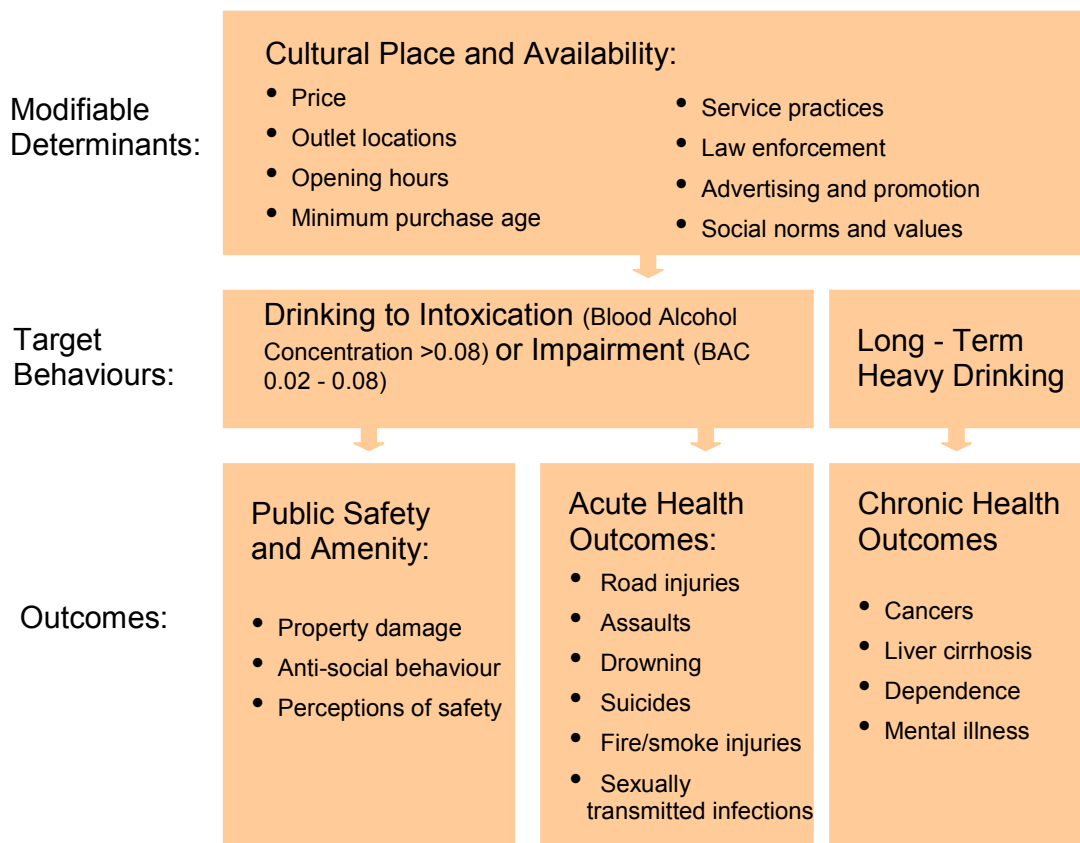 Modifiable
Determinants:
Cultural Place and Availability:
• Price
• Outlet locations
• Opening hours
• Minimum purchase age
• Service practices
• Law enforcement
• Advertising and promotion
• Social norms and values
Target
Behaviours:
Drinking to Intoxication (Blood Alcohol
Concentration >0.08) or Impairment (BAC
0.02 - 0.08)
Long - Term
Heavy Drinking
Outcomes:
Public Safety
and Amenity:
• Property damage
• Anti-social behaviour
• Perceptions of safety
Acute Health
Outcomes:
• Road injuries
• Assaults
• Drowning
• Suicides
• Fire/smoke injuries
• Sexually
transmitted infections
Chronic Health
Outcomes
• Cancers
• Liver cirrhosis
• Dependence
• Mental illness